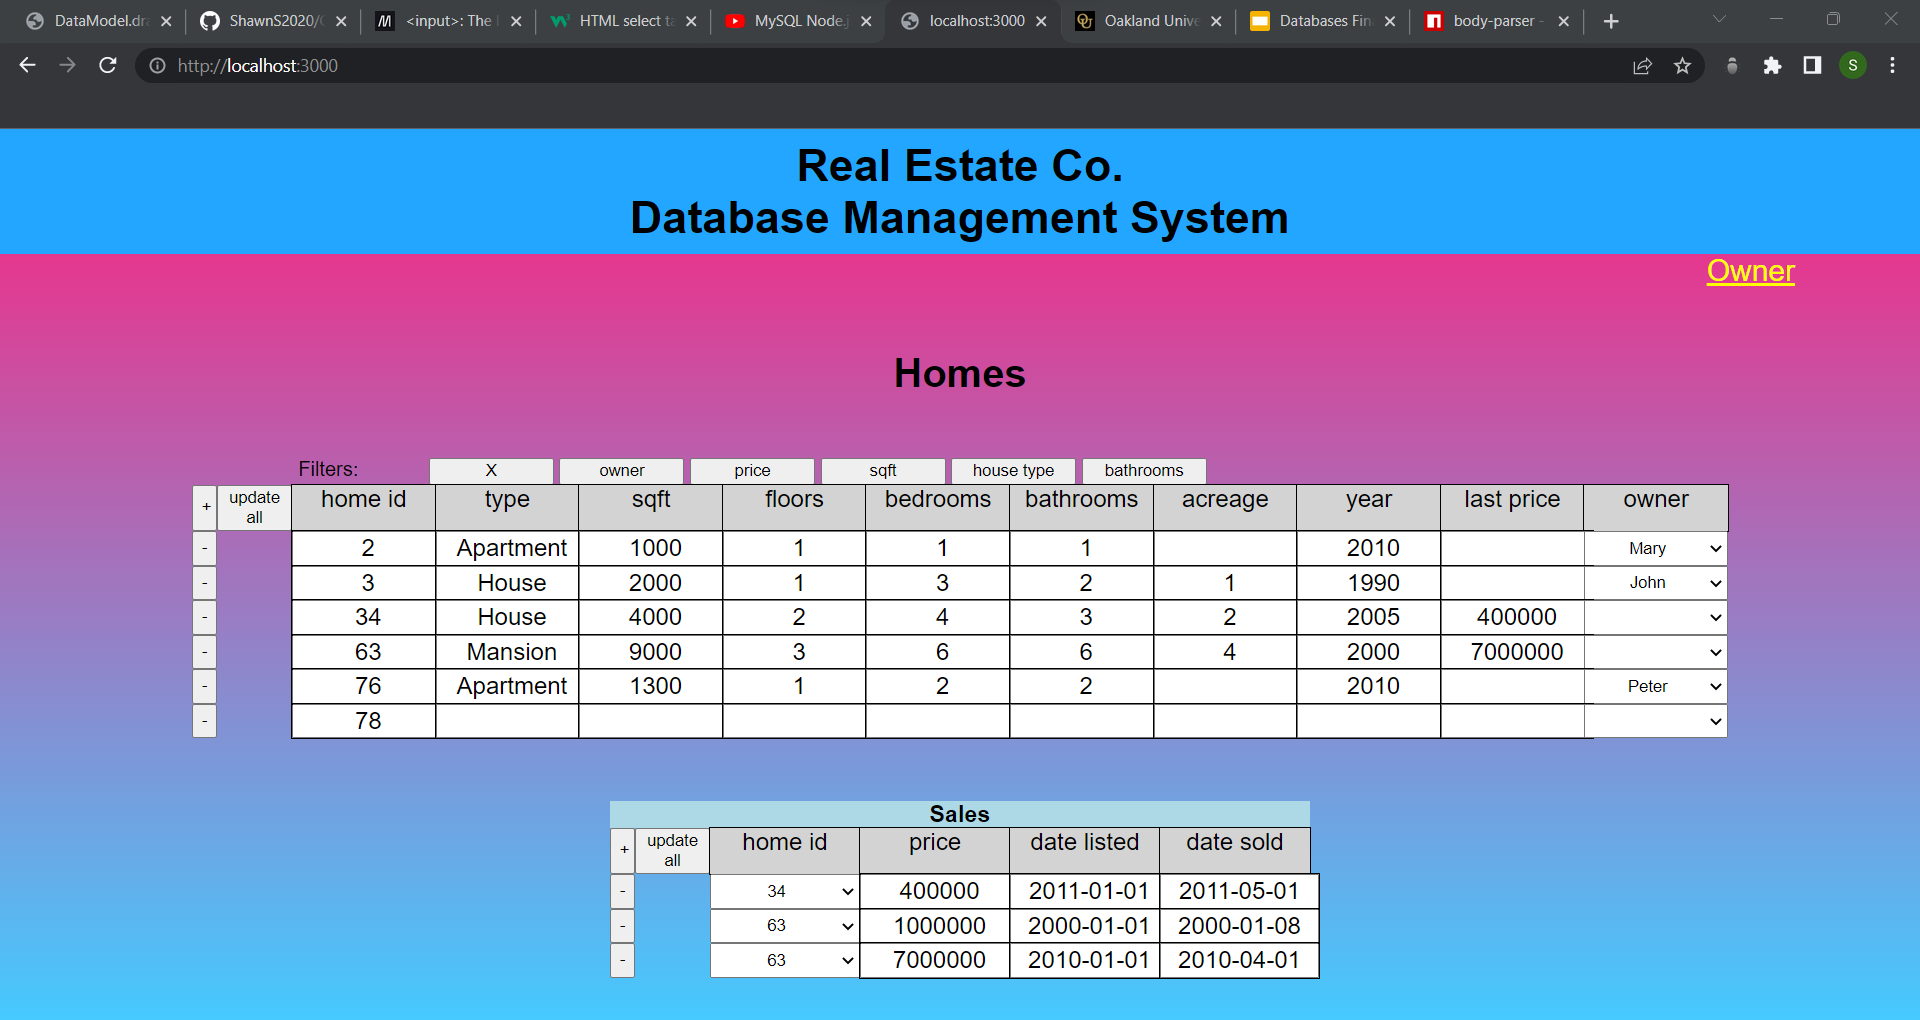 DataModel.dra
ShawnS2020/
<input>: The
HTML select ta
MySQL Node.j
localhost:3000
Oakland Unive
Databases Fin
body-parser -
http://localhost:3000
S
Real Estate Co.
Database Management System
Owner
Homes
Filters: X owner price sqft house type bathrooms
+ update all home id type sqft floors bedrooms bathrooms acreage year last price owner
- 2 Apartment 1000 1 1 1 2010 Mary
- 3 House 2000 1 3 2 1 1990 John
- 34 House 4000 2 4 3 2 2005 400000
- 63 Mansion 9000 3 6 6 4 2000 7000000
- 76 Apartment 1300 1 2 2 2010 Peter
- 78
Sales
+ update all home id price date listed date sold
- 34 400000 2011-01-01 2011-05-01
- 63 1000000 2000-01-01 2000-01-08
- 63 7000000 2010-01-01 2010-04-01